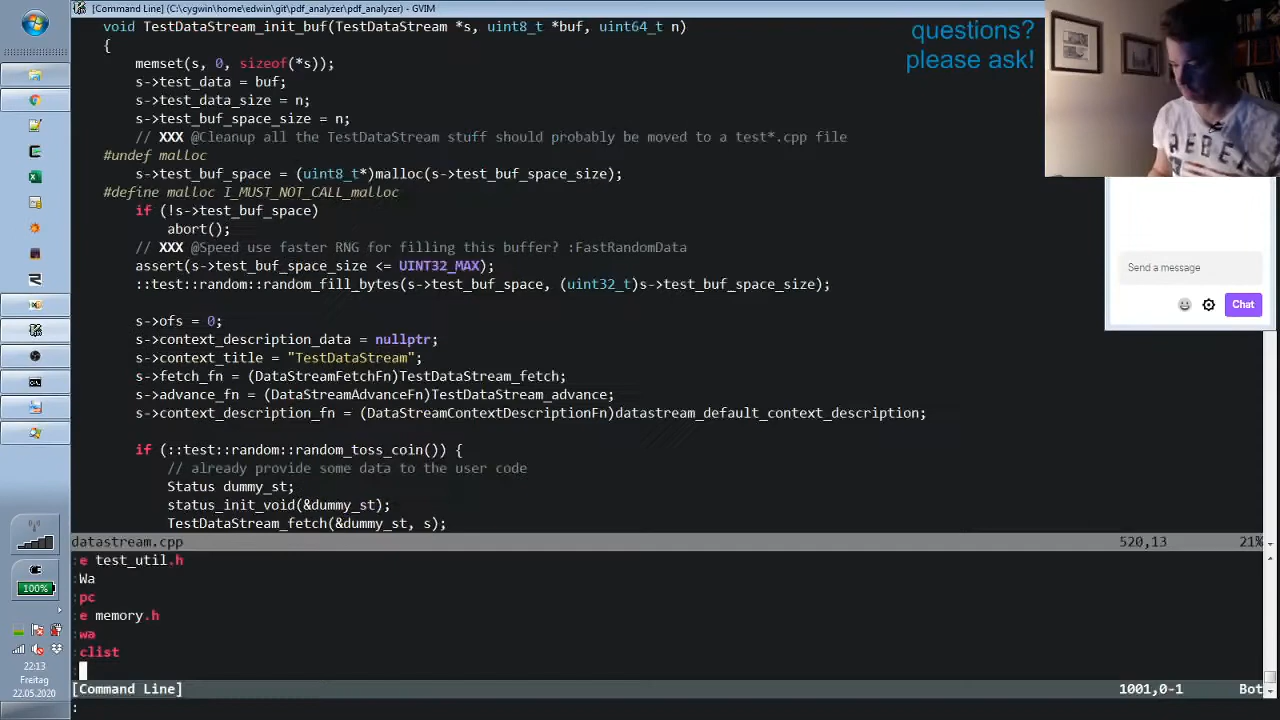 [Command Line] (C:\cygwin\home\edwin\git\pdf_analyzer\pdf_analyzer) - GVIM
void TestDataStream_init_buf(TestDataStream *s, uint8_t *buf, uint64_t n)
{
memset(s, 0, sizeof(*s));
s->test_data = buf;
s->test_data_size = n;
s->test_buf_space_size = n;
// XXX @Cleanup all the TestDataStream stuff should probably be moved to a test*.cpp file
#undef malloc
s->test_buf_space = (uint8_t*)malloc(s->test_buf_space_size);
#define malloc I_MUST_NOT_CALL_malloc
if (!s->test_buf_space)
abort();
// XXX @Speed use faster RNG for filling this buffer? :FastRandomData
assert(s->test_buf_space_size <= UINT32_MAX);
::test::random::random_fill_bytes(s->test_buf_space, (uint32_t)s->test_buf_space_size);
s->ofs = 0;
s->context_description_data = nullptr;
s->context_title = "TestDataStream";
s->fetch_fn = (DataStreamFetchFn)TestDataStream_fetch;
s->advance_fn = (DataStreamAdvanceFn)TestDataStream_advance;
s->context_description_fn = (DataStreamContextDescriptionFn)datastream_default_context_description;
if (::test::random::random_toss_coin()) {
// already provide some data to the user code
Status dummy_st;
status_init_void(&dummy_st);
TestDataStream_fetch(&dummy_st, s);
datastream.cpp 520,13 21%
:e test_util.h
:Wa
:pc
:e memory.h
:wa
:clist
:
[Command Line] 1001,0-1 Bot
:
questions?
please ask!
REBEL
Send a message
Chat
100%
22:13
Freitag
22.05.2020